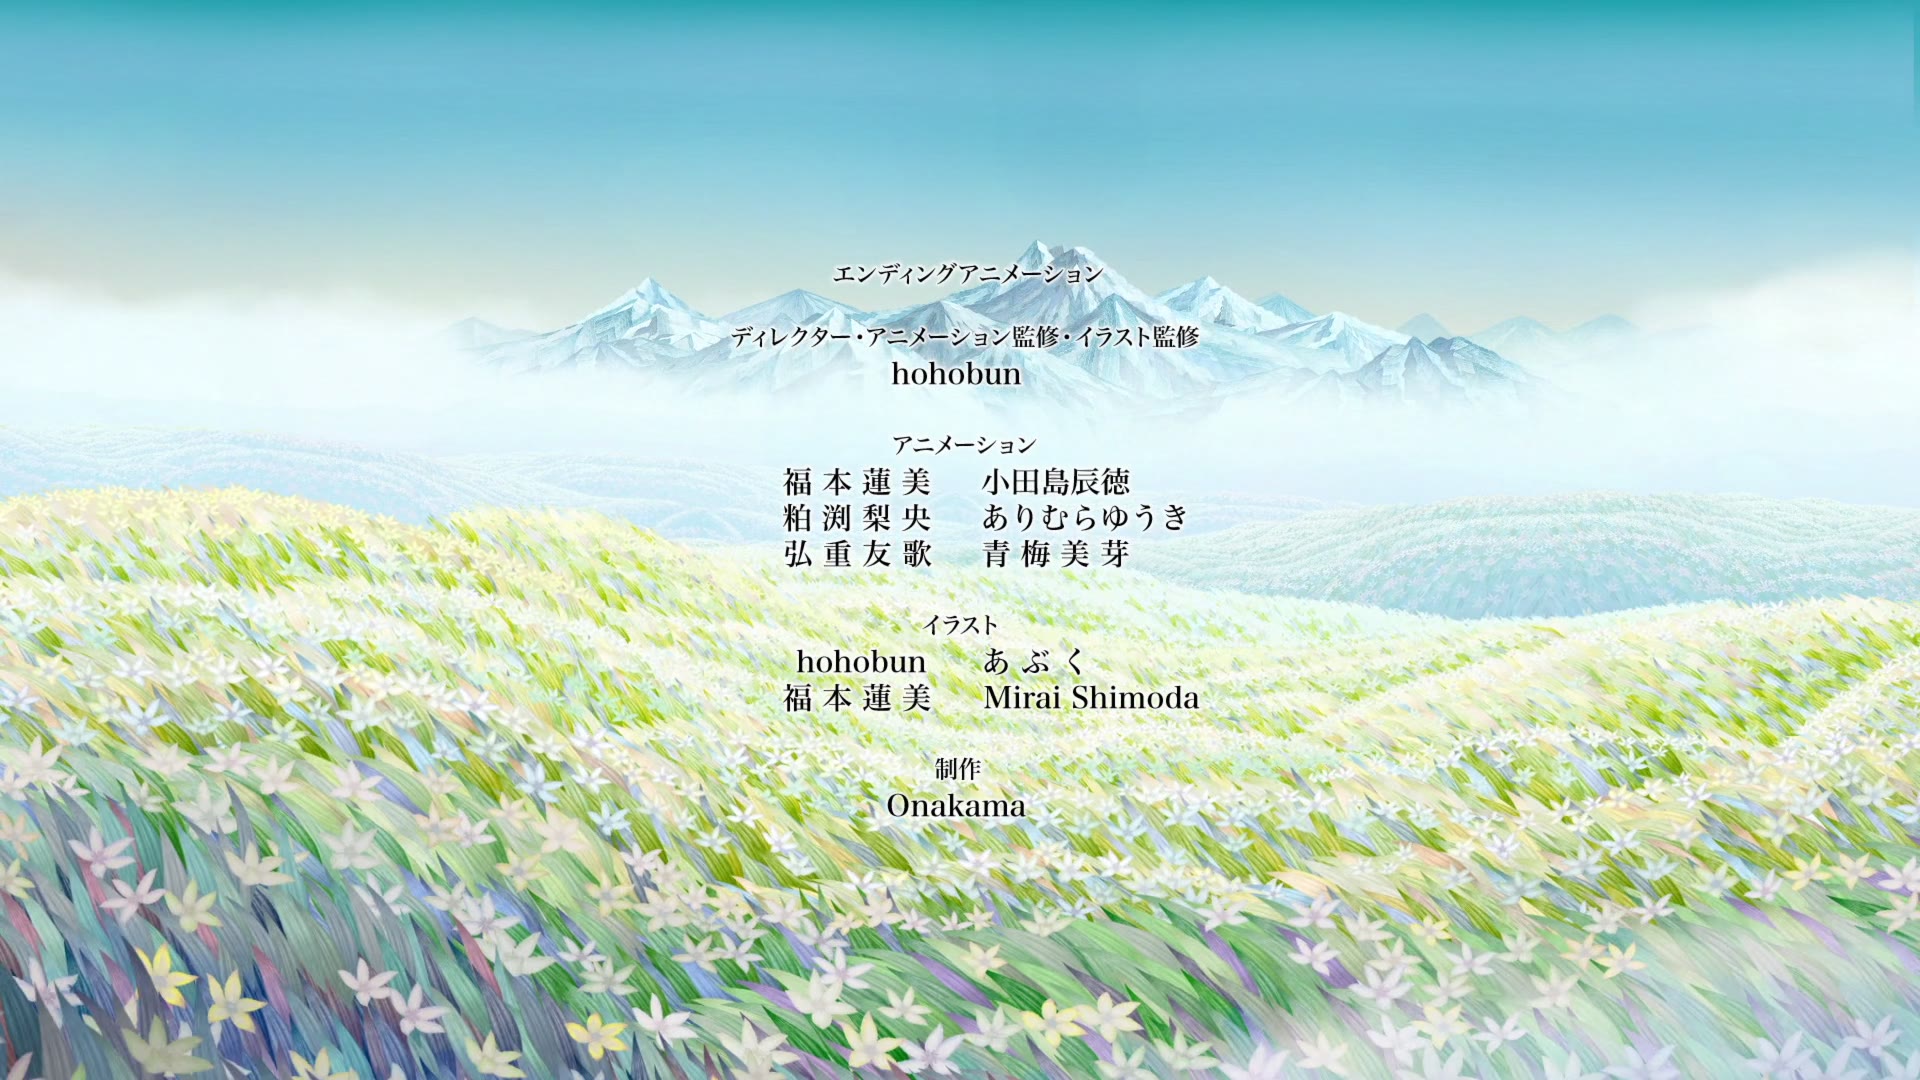 エンディングアニメーション
ディレクター・アニメーション監修・イラスト監修
hohobun
アニメーション
福本蓮美 小田島辰徳
粕渕梨央 ありむらゆうき
弘重友歌 青梅美芽
イラスト
hohobun あぶく
福本蓮美 Mirai Shimoda
制作
Onakama